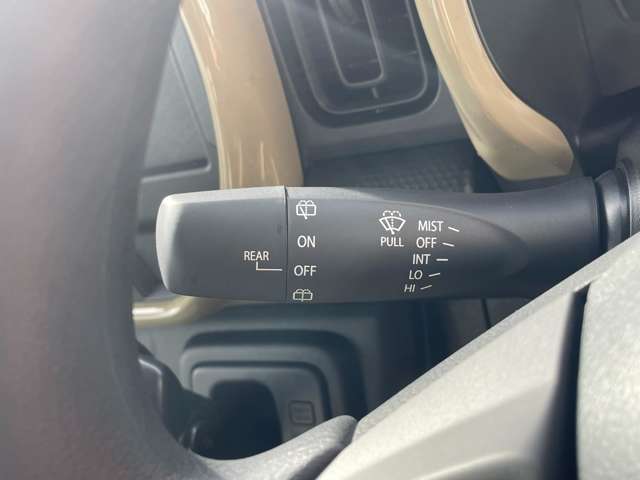 REAR
ON
OFF
PULL
MIST
OFF
INT
LO
HI